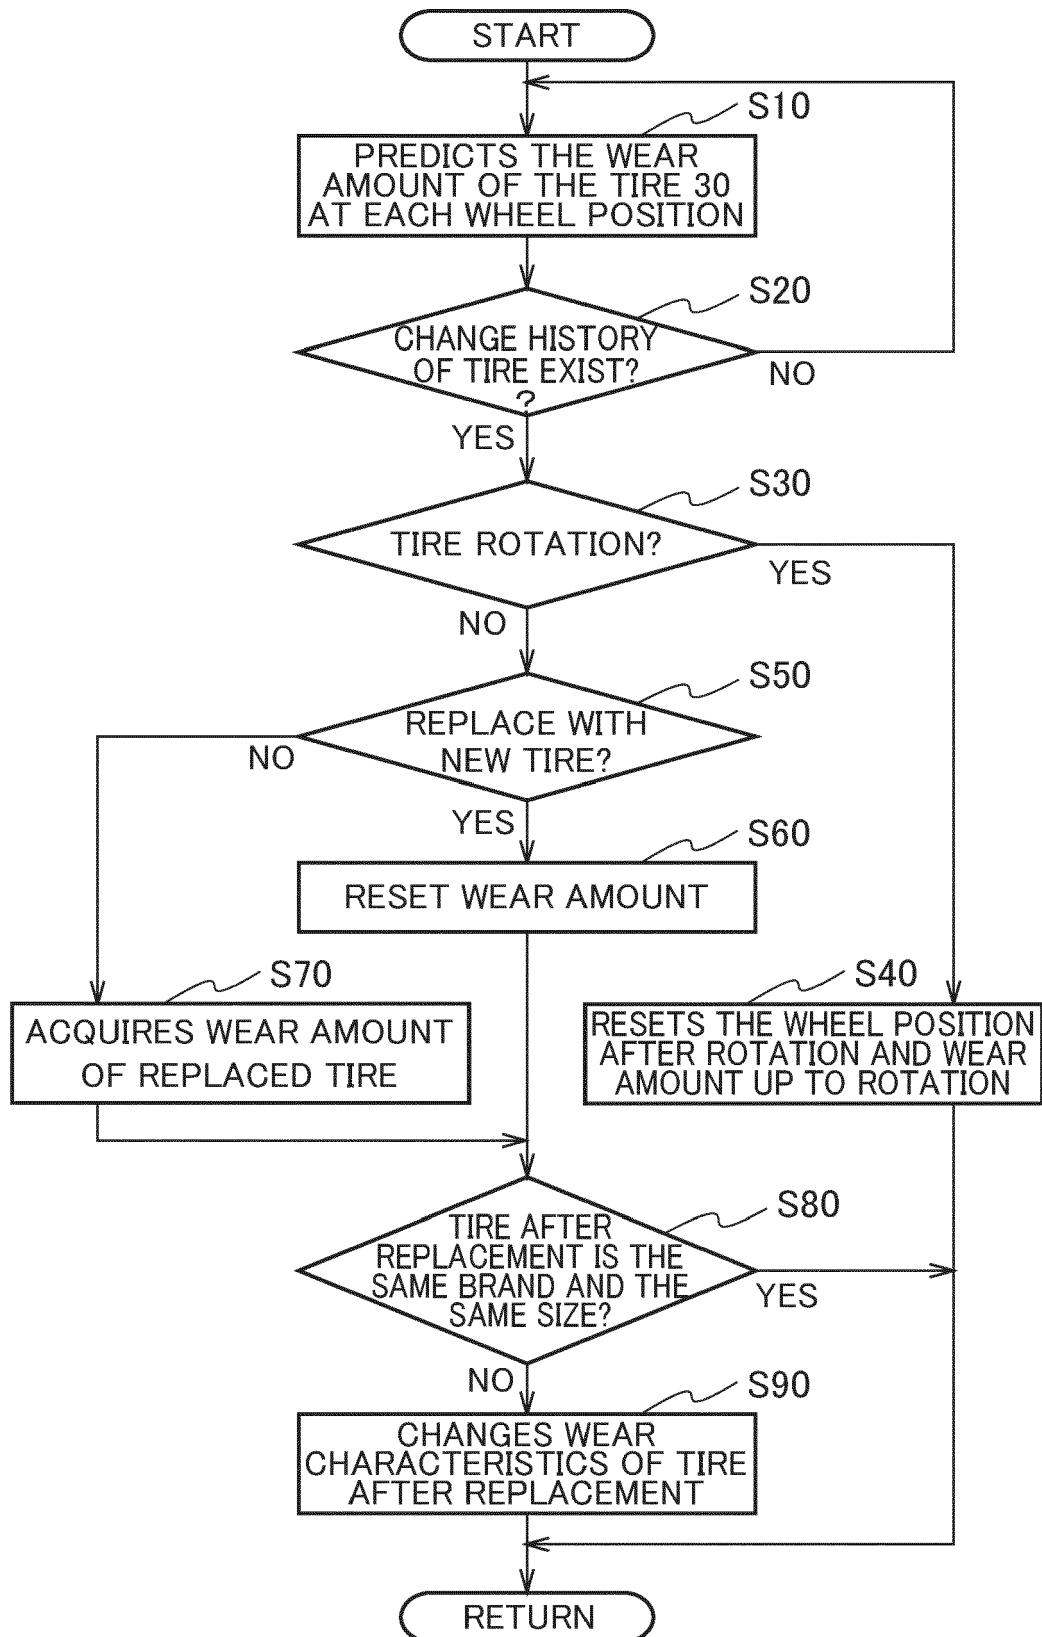 START
S10
PREDICTS THE WEAR
AMOUNT OF THE TIRE 30
AT EACH WHEEL POSITION
S20
CHANGE HISTORY
OF TIRE EXIST?
?
NO
YES
S30
TIRE ROTATION?
YES
NO
S50
REPLACE WITH
NEW TIRE?
NO
YES
S60
RESET WEAR AMOUNT
S70
ACQUIRES WEAR AMOUNT
OF REPLACED TIRE
S40
RESETS THE WHEEL POSITION
AFTER ROTATION AND WEAR
AMOUNT UP TO ROTATION
S80
TIRE AFTER
REPLACEMENT IS THE
SAME BRAND AND THE
SAME SIZE?
YES
NO
S90
CHANGES WEAR
CHARACTERISTICS OF TIRE
AFTER REPLACEMENT
RETURN